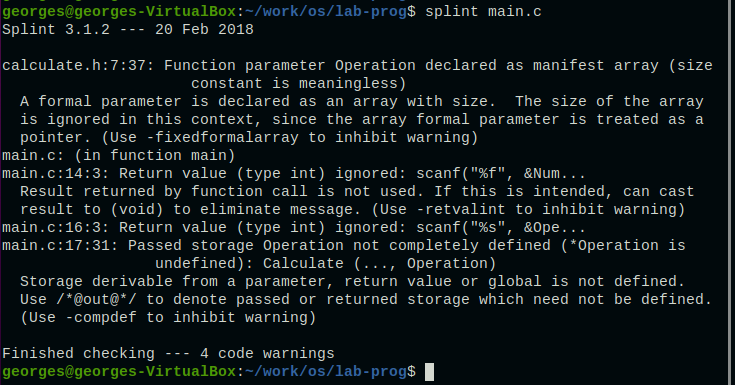 georges@georges-VirtualBox:~/work/os/lab-prog$ splint main.c
Splint 3.1.2 --- 20 Feb 2018

calculate.h:7:37: Function parameter Operation declared as manifest array (size
                     constant is meaningless)
  A formal parameter is declared as an array with size.  The size of the array
  is ignored in this context, since the array formal parameter is treated as a
  pointer. (Use -fixedformalarray to inhibit warning)
main.c: (in function main)
main.c:14:3: Return value (type int) ignored: scanf("%f", &Num...
  Result returned by function call is not used. If this is intended, can cast
  result to (void) to eliminate message. (Use -retvalint to inhibit warning)
main.c:16:3: Return value (type int) ignored: scanf("%s", &Ope...
main.c:17:31: Passed storage Operation not completely defined (*Operation is
                 undefined): Calculate (..., Operation)
  Storage derivable from a parameter, return value or global is not defined.
  Use /*@out@*/ to denote passed or returned storage which need not be defined.
  (Use -compdef to inhibit warning)

Finished checking --- 4 code warnings
georges@georges-VirtualBox:~/work/os/lab-prog$